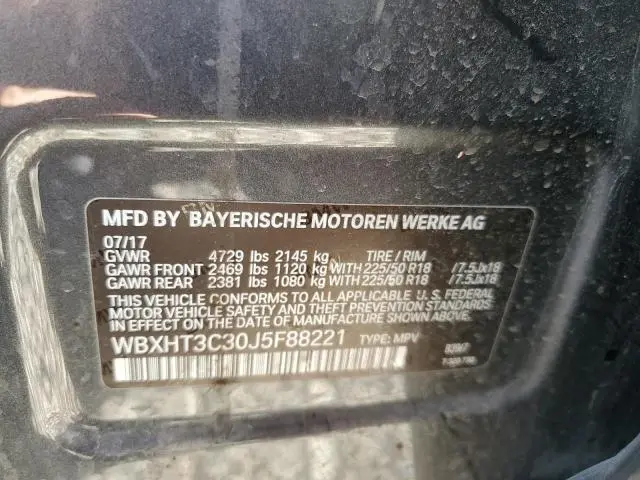 MFD BY BAYERISCHE MOTOREN WERKE AG
07/17
GVWR 4729 lbs 2145 kg TIRE / RIM
GAWR FRONT 2469 lbs 1120 kg WITH 225/50 R18 /7.5Jx18
GAWR REAR 2381 lbs 1080 kg WITH 225/50 R18 /7.5Jx18
THIS VEHICLE CONFORMS TO ALL APPLICABLE U.S. FEDERAL
MOTOR VEHICLE SAFETY AND THEFT PREVENTION STANDARDS
IN EFFECT ON THE DATE OF MANUFACTURE SHOWN ABOVE.
WBXHT3C30J5F88221 TYPE: MPV